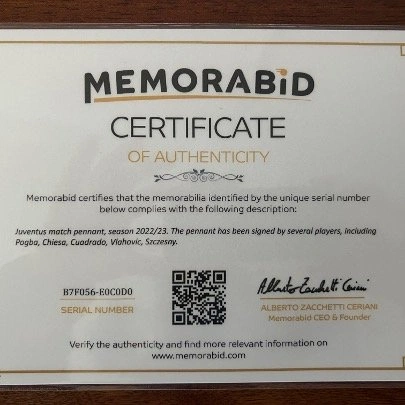 MEMORABiD
CERTIFICATE
OF AUTHENTICITY
Memorabid certifies that the memorabilia identified by the unique serial number
below complies with the following description:
Juventus match pennant, season 2022/23. The pennant has been signed by several players, including
Pogba, Chiesa, Cuadrado, Vlahovic, Szczesny.
B7F056-E0C0D0
SERIAL NUMBER
Alberto Zacchetti Ceriani
ALBERTO ZACCHETTI CERIANI
Memorabid CEO & Founder
Verify the authenticity and find more relevant information on
www.memorabid.com